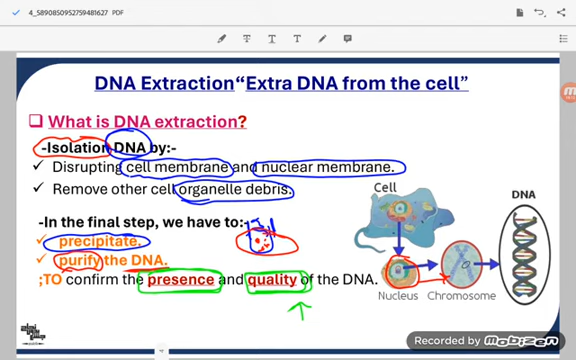 4_5890850952481627
DNA Extraction“Extra DNA from the cell”
What is DNA extraction?
-Isolation DNA by:-
Disrupting cell membrane and nuclear membrane.
Remove other cell organelle debris.
-In the final step, we have to:-
precipitate.
purify the DNA.
;TO confirm the presence and quality of the DNA.
Cell
DNA
Nucleus
Chromosome
RECORDED BY
MOBIZEN